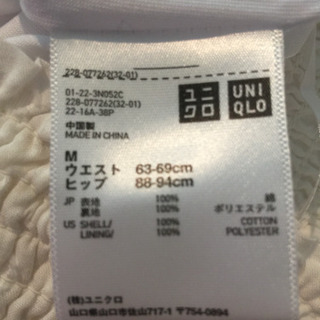 228-077262(32-01)
01-22-3N052C
228-077262(32-01)
22-16A-38P
ユニクロ
UNIQLO
中国製
MADE IN CHINA
M
ウエスト 63-69cm
ヒップ 88-94cm
JP 表地 100% 綿
裏地 100% ポリエステル
US SHELL/ 100% COTTON
LINING/ 100% POLYESTER
(株)ユニクロ
山口県山口市佐山717-1 〒754-0894